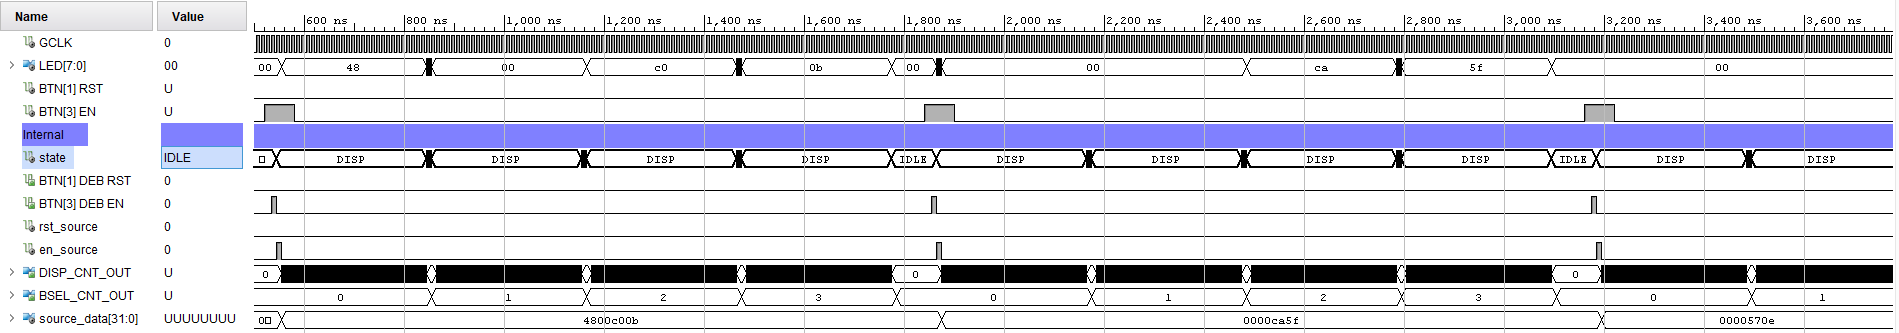 Name Value 600 ns 800 ns 1,000 ns 1,200 ns 1,400 ns 1,600 ns 1,800 ns 2,000 ns 2,200 ns 2,400 ns 2,600 ns 2,800 ns 3,000 ns 3,200 ns 3,400 ns 3,600 ns
GCLK 0
LED[7:0] 00 00 48 00 c0 0b 00 00 ca 5f 00
BTN[1] RST U
BTN[3] EN U
Internal
state IDLE DISP DISP DISP DISP IDLE DISP DISP DISP DISP IDLE DISP DISP
BTN[1] DEB RST 0
BTN[3] DEB EN 0
rst_source 0
en_source 0
DISP_CNT_OUT U 0 0 0
BSEL_CNT_OUT U 0 1 2 3 0 1 2 3 0 1
source_data[31:0] UUUUUUUU 0 4800c00b 0000ca5f 0000570e